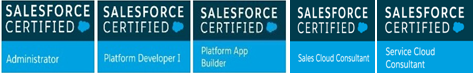 SALESFORCE
CERTIFIED
Administrator
SALESFORCE
CERTIFIED
Platform Developer I
SALESFORCE
CERTIFIED
Platform App
Builder
SALESFORCE
CERTIFIED
Sales Cloud Consultant
SALESFORCE
CERTIFIED
Service Cloud
Consultant